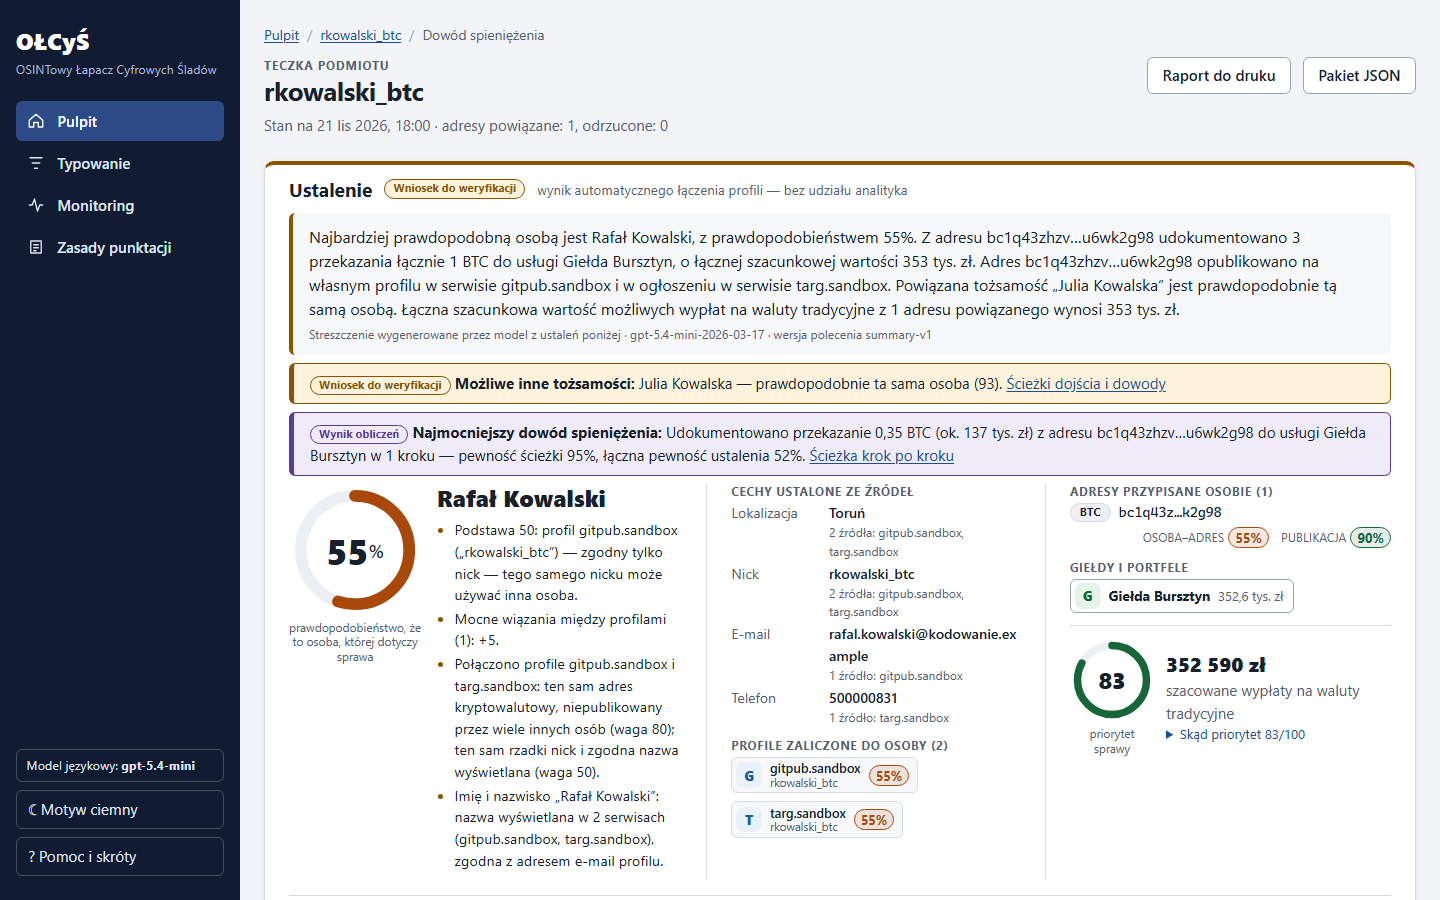 OŁCyŚ
OSINTowy Łapacz Cyfrowych Śladów
Pulpit
Typowanie
Monitoring
Zasady punktacji
Model językowy: gpt-5.4-mini
☾ Motyw ciemny
? Pomoc i skróty
Pulpit / rkowalski_btc / Dowód spieniężenia
TECZKA PODMIOTU
rkowalski_btc
Stan na 21 lis 2026, 18:00 · adresy powiązane: 1, odrzucone: 0
Raport do druku
Pakiet JSON
Ustalenie
Wniosek do weryfikacji
wynik automatycznego łączenia profili — bez udziału analityka
Najbardziej prawdopodobną osobą jest Rafał Kowalski, z prawdopodobieństwem 55%. Z adresu bc1q43zhzv…u6wk2g98 udokumentowano 3
przekazania łącznie 1 BTC do usługi Giełda Bursztyn, o łącznej szacunkowej wartości 353 tys. zł. Adres bc1q43zhzv…u6wk2g98 opublikowano na
własnym profilu w serwisie gitpub.sandbox i w ogłoszeniu w serwisie targ.sandbox. Powiązana tożsamość „Julia Kowalska” jest prawdopodobnie tą
samą osobą. Łączna szacunkowa wartość możliwych wypłat na waluty tradycyjne z 1 adresu powiązanego wynosi 353 tys. zł.
Streszczenie wygenerowane przez model z ustaleń poniżej · gpt-5.4-mini-2026-03-17 · wersja polecenia summary-v1
Wniosek do weryfikacji Możliwe inne tożsamości: Julia Kowalska — prawdopodobnie ta sama osoba (93). Ścieżki dojścia i dowody
Wynik obliczeń Najmocniejszy dowód spieniężenia: Udokumentowano przekazanie 0,35 BTC (ok. 137 tys. zł) z adresu bc1q43zhzv…u6wk2g98 do usługi Giełda
Bursztyn w 1 kroku — pewność ścieżki 95%, łączna pewność ustalenia 52%. Ścieżka krok po kroku
55%
prawdopodobieństwo, że
to osoba, której dotyczy
sprawa
Rafał Kowalski
• Podstawa 50: profil gitpub.sandbox
(„rkowalski_btc”) — zgodny tylko
nick — tego samego nicku może
używać inna osoba.
• Mocne wiązania między profilami
(1): +5.
• Połączono profile gitpub.sandbox i
targ.sandbox: ten sam adres
kryptowalutowy, niepublikowany
przez wiele innych osób (waga 80);
ten sam rzadki nick i zgodna nazwa
wyświetlana (waga 50).
• Imię i nazwisko „Rafał Kowalski”:
nazwa wyświetlana w 2 serwisach
(gitpub.sandbox, targ.sandbox),
zgodna z adresem e-mail profilu.
CECHY USTALONE ZE ŹRÓDEŁ
Lokalizacja Toruń
2 źródła: gitpub.sandbox,
targ.sandbox
Nick rkowalski_btc
2 źródła: gitpub.sandbox,
targ.sandbox
E-mail rafal.kowalski@kodowanie.ex
ample
1 źródło: gitpub.sandbox
Telefon 500000831
1 źródło: targ.sandbox
PROFILE ZALICZONE DO OSOBY (2)
G gitpub.sandbox 55%
rkowalski_btc
T targ.sandbox 55%
rkowalski_btc
ADRESY PRZYPISANE OSOBIE (1)
BTC bc1q43zhzv…k2g98
OSOBA–ADRES 55% PUBLIKACJA 90%
GIEŁDY I PORTFELE
G Giełda Bursztyn 352,6 tys. zł
83
priorytet
sprawy
352 590 zł
szacowane wypłaty na waluty
tradycyjne
▶ Skąd priorytet 83/100